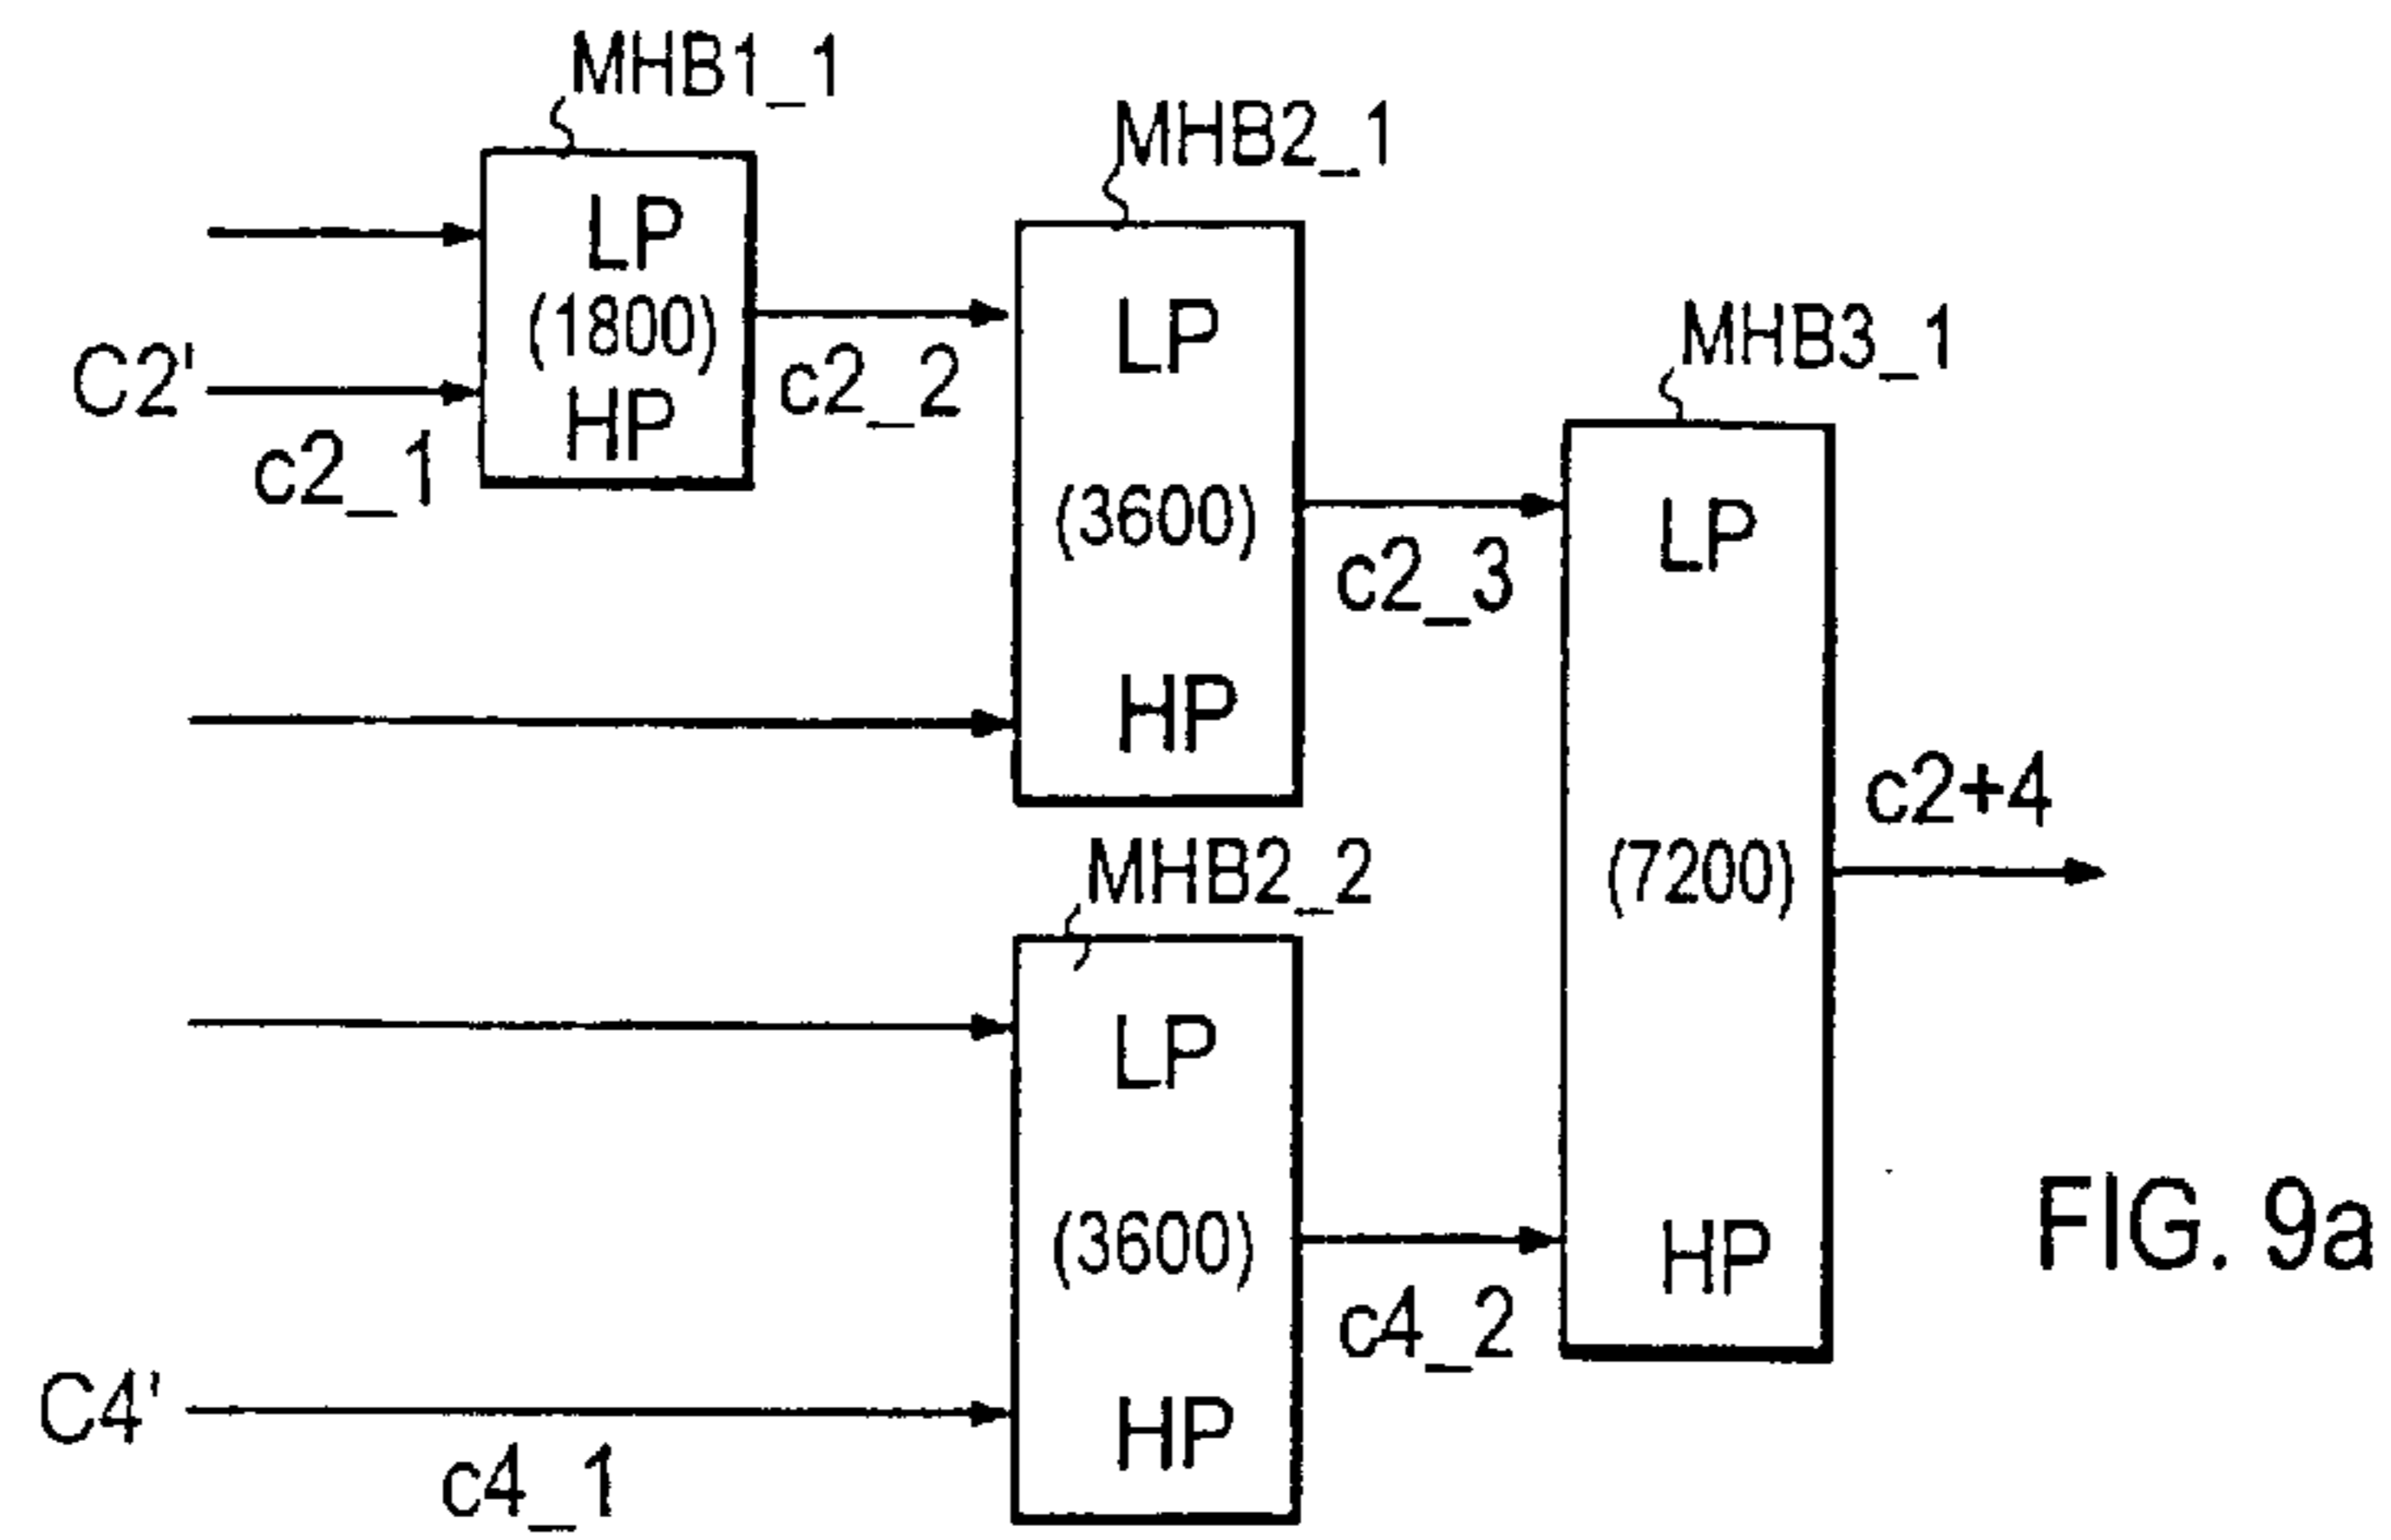 MHB1_1
LP
(1800)
HP
C2'
c2_1
c2_2
MHB2_1
LP
(3600)
HP
c2_3
MHB2_2
LP
(3600)
HP
C4'
c4_1
c4_2
MHB3_1
LP
(7200)
HP
c2+4
FIG. 9a